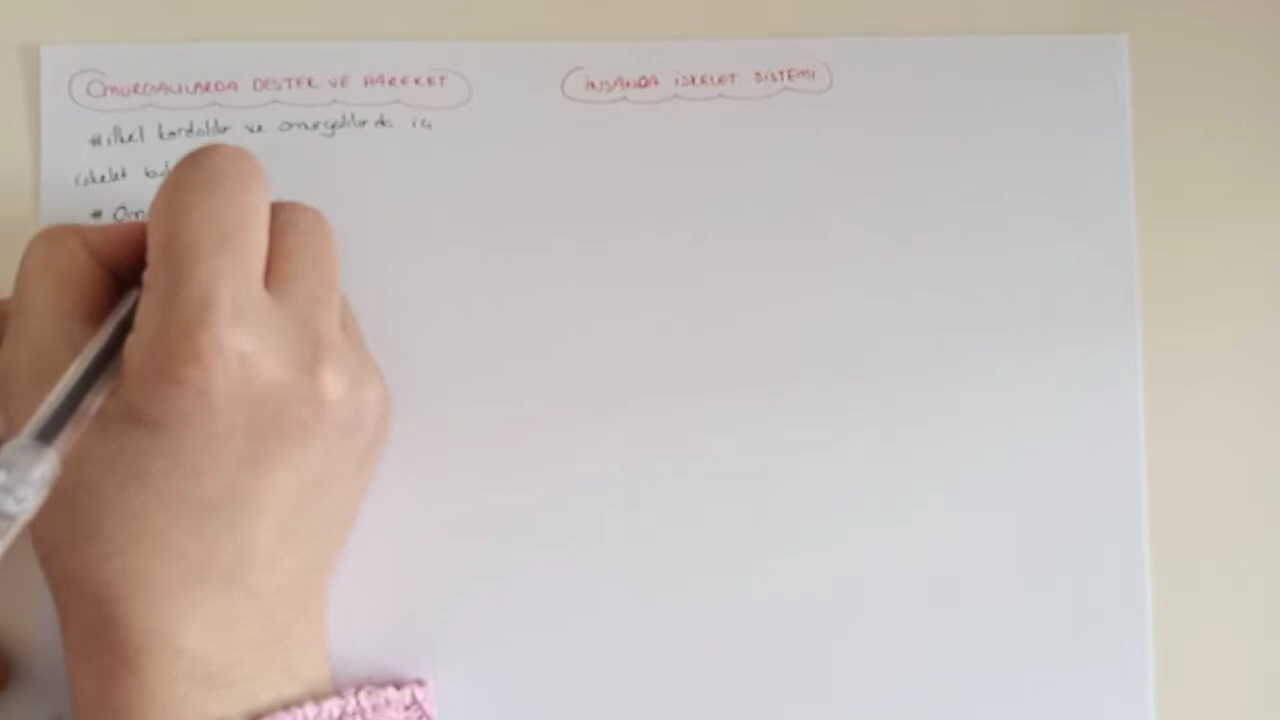 OMURGALILARDA DESTEK VE HAREKET
İNSANDA İSKELET SİSTEMİ
#ilkel kordalılar ve omurgalılarda iç
iskelet
#